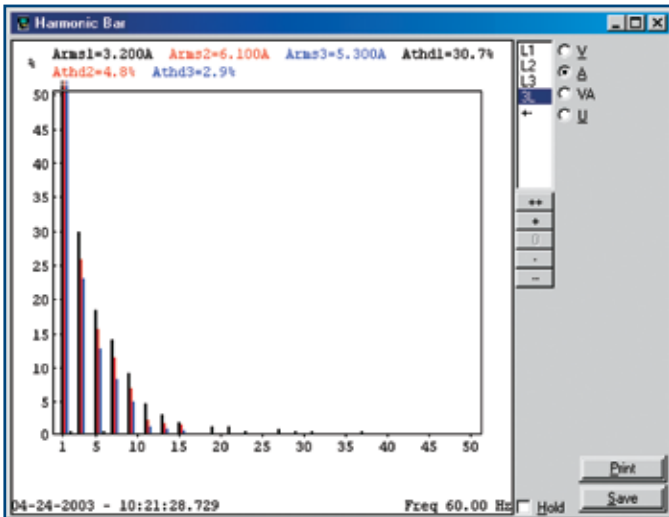 Harmonic Bar
% Arms1=3.200A Arms2=6.100A Arms3=5.300A Athd1=30.7%
Athd2=4.8% Athd3=2.9%
50
45
40
35
30
25
20
15
10
5
0
1 5 10 15 20 25 30 35 40 45 50
04-24-2003 - 10:21:28.729 Freq 60.00 Hz
L1
L2
L3
3L
←
V
A
VA
U
++
+
0
-
--
Print
Hold
Save